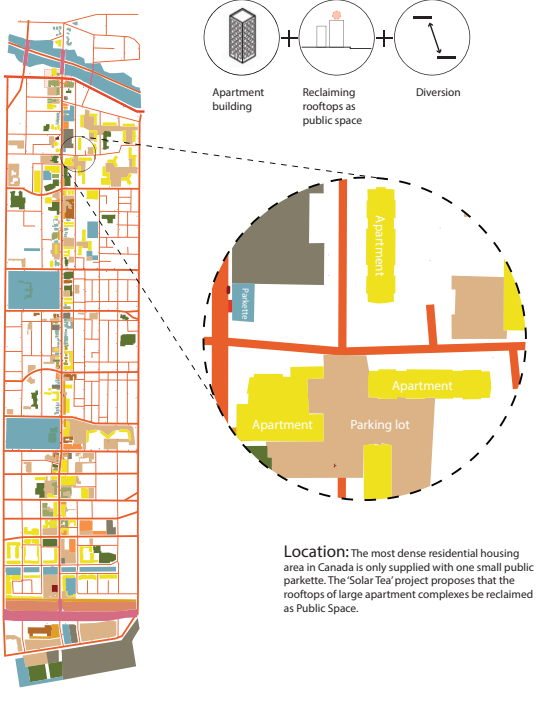 Apartment
building
Reclaiming
rooftops as
public space
Diversion
Apartment
Parkette
Apartment
Apartment
Parking lot
Location: The most dense residential housing
area in Canada is only supplied with one small public
parkette. The ‘Solar Tea’ project proposes that the
rooftops of large apartment complexes be reclaimed
as Public Space.